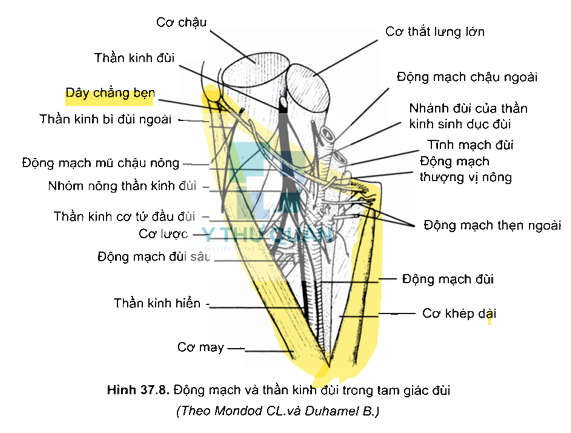 Cơ chậu
Cơ thắt lưng lớn
Thần kinh đùi
Động mạch chậu ngoài
Dây chằng bẹn
Nhánh đùi của thần
kinh sinh dục đùi
Thần kinh bì đùi ngoài
Tĩnh mạch đùi
Động mạch
thượng vị nông
Động mạch mũ chậu nông
Nhóm nông thần kinh đùi
Thần kinh cơ tứ đầu đùi
Động mạch thẹn ngoài
Cơ lược
Y THƯ QUÁN
Động mạch đùi sâu
Động mạch đùi
Thần kinh hiển
Cơ khép dài
Cơ may
Hình 37.8. Động mạch và thần kinh đùi trong tam giác đùi
(Theo Mondod CL.và Duhamel B.)